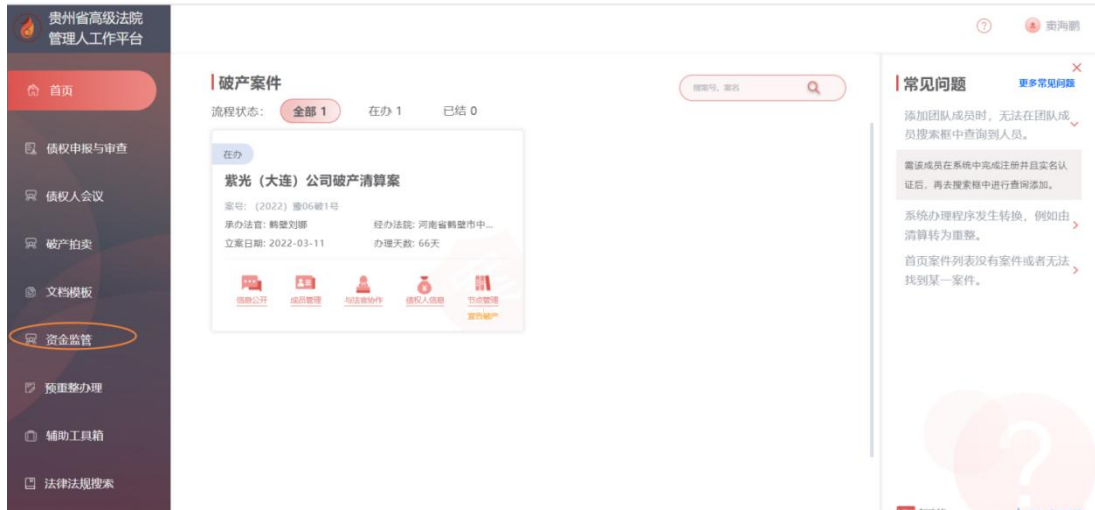 贵州省高级法院
管理人工作平台
窦海鹏
首页
债权申报与审查
债权人会议
破产拍卖
文档模板
资金监管
预重整办理
辅助工具箱
法律法规搜索
破产案件
搜案号、案名
流程状态: 全部 1 在办 1 已结 0
在办
紫光（大连）公司破产清算案
案号: (2022) 豫06破1号
承办法官: 鹤壁刘娜 经办法院: 河南省鹤壁市中...
立案日期: 2022-03-11 办理天数: 66天
信息公开 成员管理 与法官协作 债权人信息 节点管理
宣告破产
常见问题 更多常见问题
添加团队成员时，无法在团队成
员搜索框中查询到人员。
需该成员在系统中完成注册并且实名认
证后，再去搜索框中进行查询添加。
系统办理程序发生转换，例如由
清算转为重整。
首页案件列表没有案件或者无法
找到某一案件。